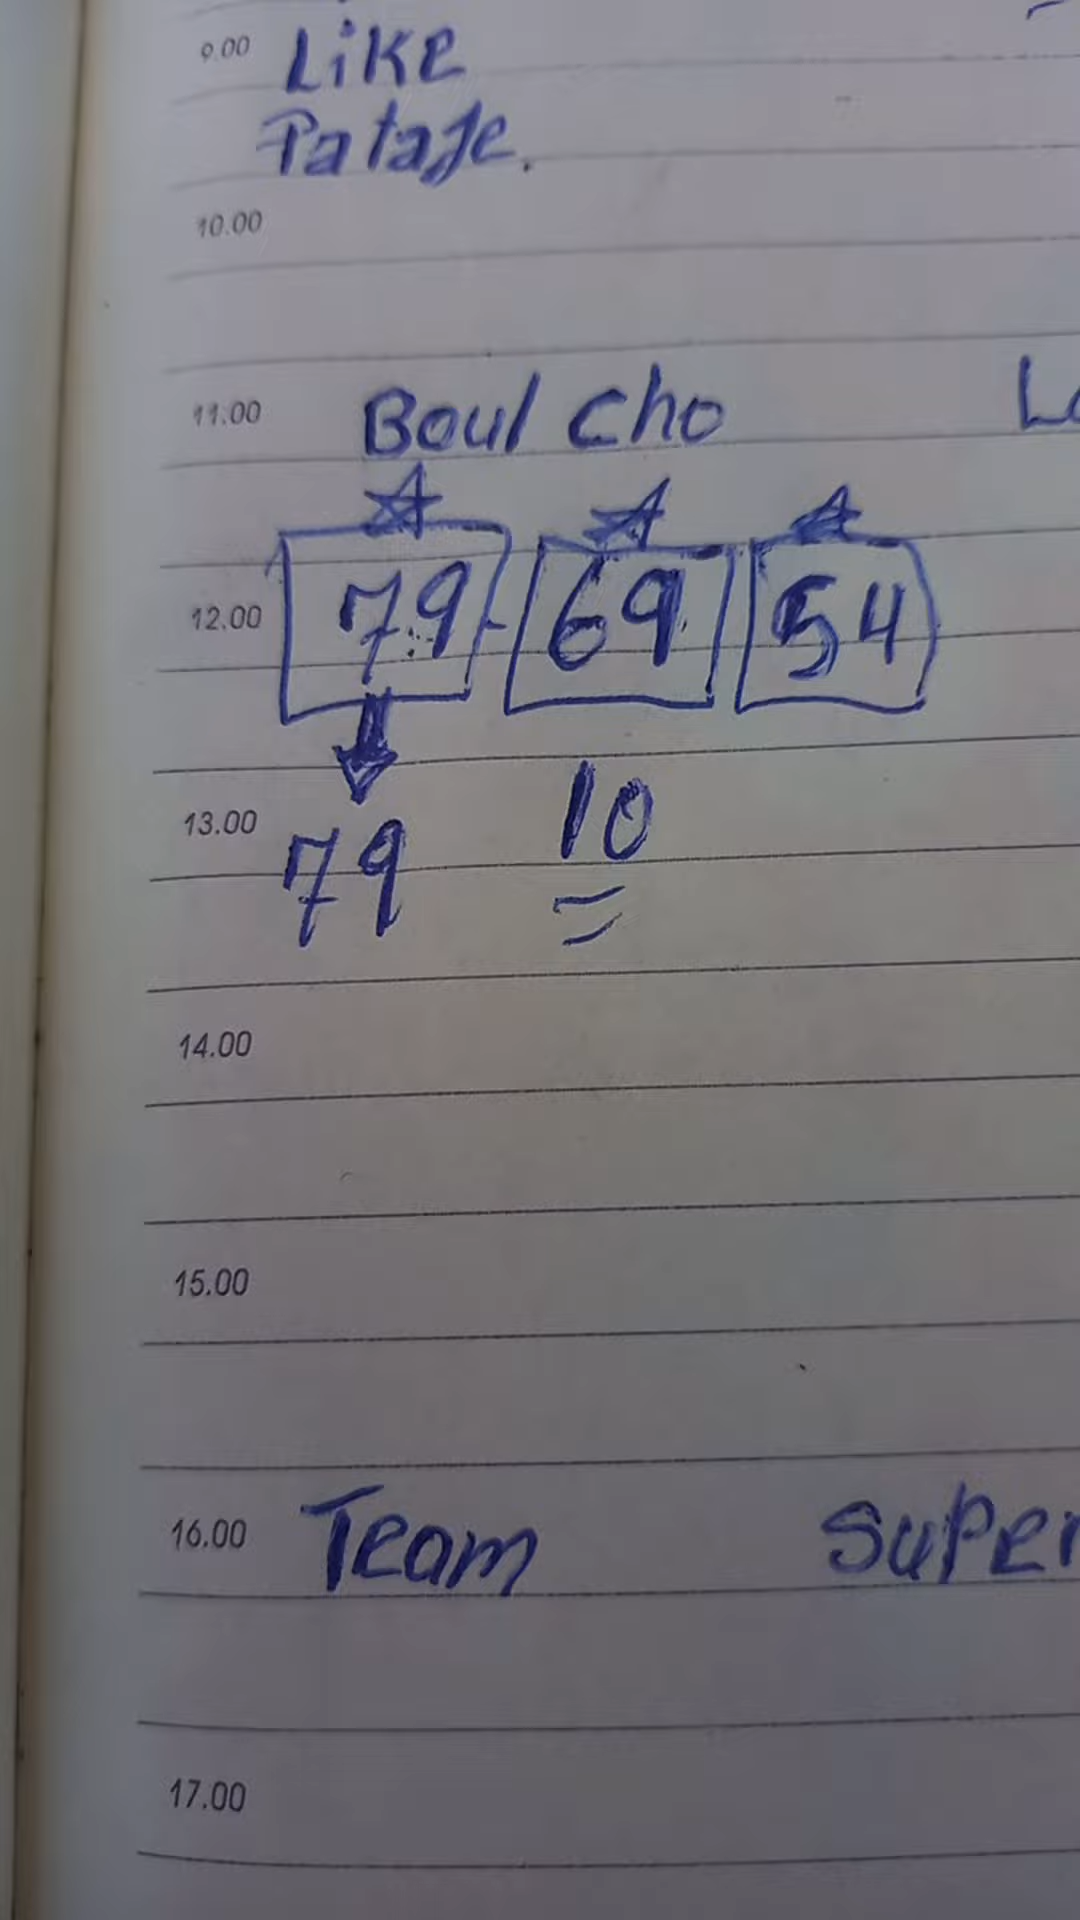 9.00 Like
Pataje.
10.00
11.00 Boul cho
12.00 79 - 69 54
13.00 79 10
14.00
15.00
16.00 Team Super
17.00